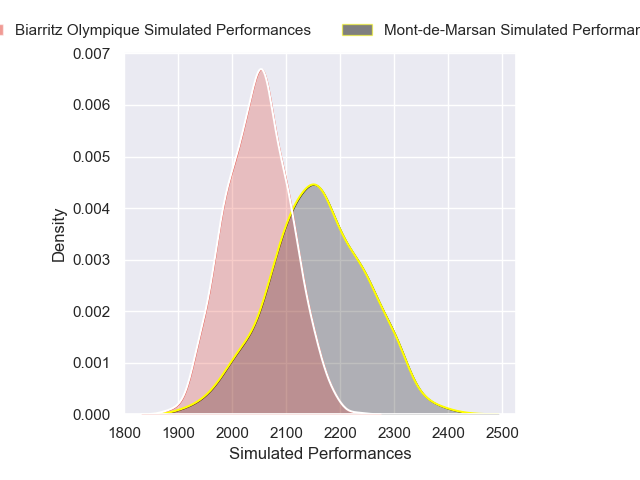 Biarritz Olympique Simulated Performances
Mont-de-Marsan Simulated
0.007
0.006
0.005
0.004
0.003
0.002
0.001
0.000
Density
1800 1900 2000 2100 2200 2300 2400 2500
Simulated Performances